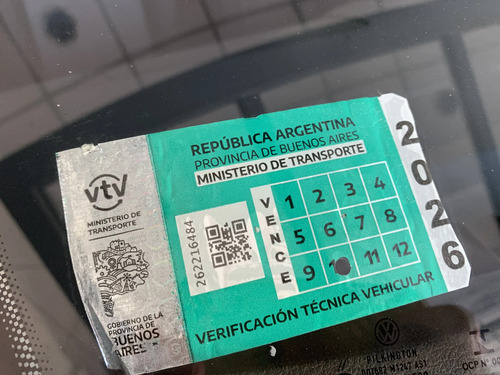 REPÚBLICA ARGENTINA
PROVINCIA DE BUENOS AIRES
MINISTERIO DE TRANSPORTE
vtv
MINISTERIO DE
TRANSPORTE
GOBIERNO DE LA
PROVINCIA DE
BUENOS
AIRES
262216484
VENCE
1 2 3 4
5 6 7 8
9 11 12
2026
VERIFICACIÓN TÉCNICA VEHICULAR
PILKINGTON